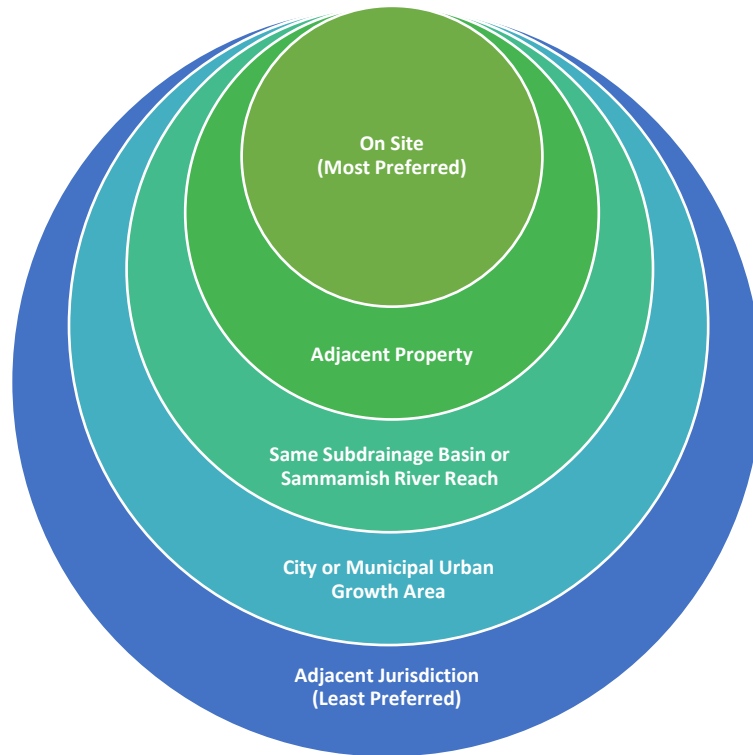 On Site
(Most Preferred)
Adjacent Property
Same Subdrainage Basin or
Sammamish River Reach
City or Municipal Urban
Growth Area
Adjacent Jurisdiction
(Least Preferred)